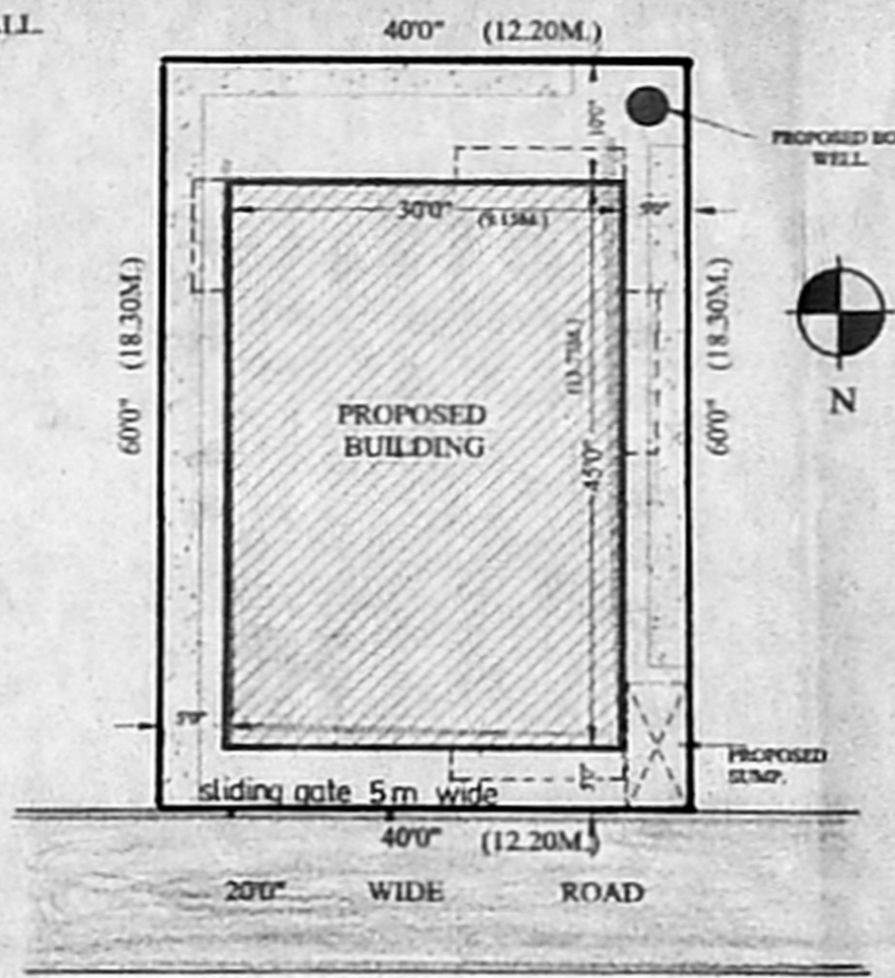 40'0" (12.20M.)
10'0"
PROPOSED
WELL.
30'0" (9.15M.)
5'0"
60'0" (18.30M.)
60'0" (18.30M.)
(13.73M.)
45'0"
N
PROPOSED
BUILDING
5'0"
5'0"
PROPOSED
SUMP.
sliding gate 5m wide
40'0" (12.20M.)
20'0" WIDE ROAD